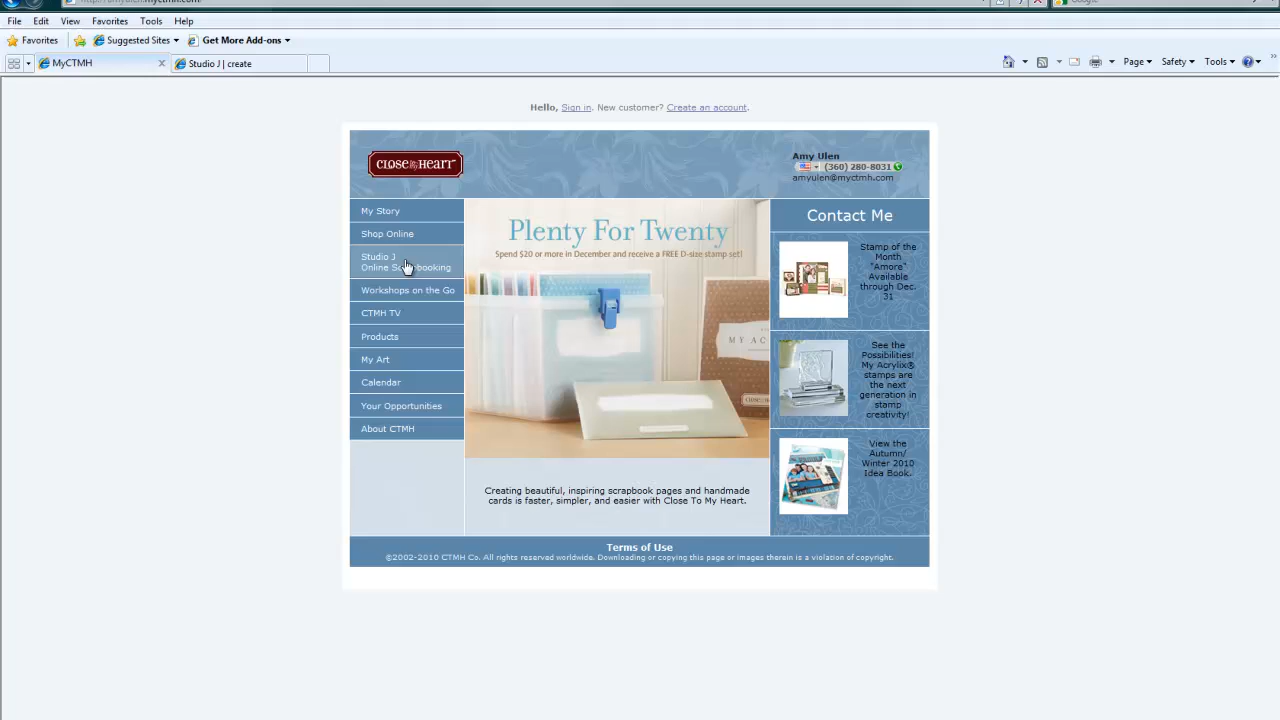 File Edit View Favorites Tools Help
Favorites Suggested Sites Get More Add-ons
MyCTMH Studio J | create Page Safety Tools
Hello, Sign in. New customer? Create an account.
CLOSE to my HEART
Amy Ulen
(360) 280-8031
amyulen@myctmh.com
My Story
Shop Online
Studio J
Online Scrapbooking
Workshops on the Go
CTMH TV
Products
My Art
Calendar
Your Opportunities
About CTMH
Plenty For Twenty
Spend $20 or more in December and receive a FREE D-size stamp set!
MY AC
Creating beautiful, inspiring scrapbook pages and handmade
cards is faster, simpler, and easier with Close To My Heart.
Contact Me
Stamp of the
Month
"Amore"
Available
through Dec.
31
See the
Possibilities!
My Acrylix®
stamps are
the next
generation in
stamp
creativity!
View the
Autumn/
Winter 2010
Idea Book.
Terms of Use
©2002-2010 CTMH Co. All rights reserved worldwide. Downloading or copying this page or images therein is a violation of copyright.